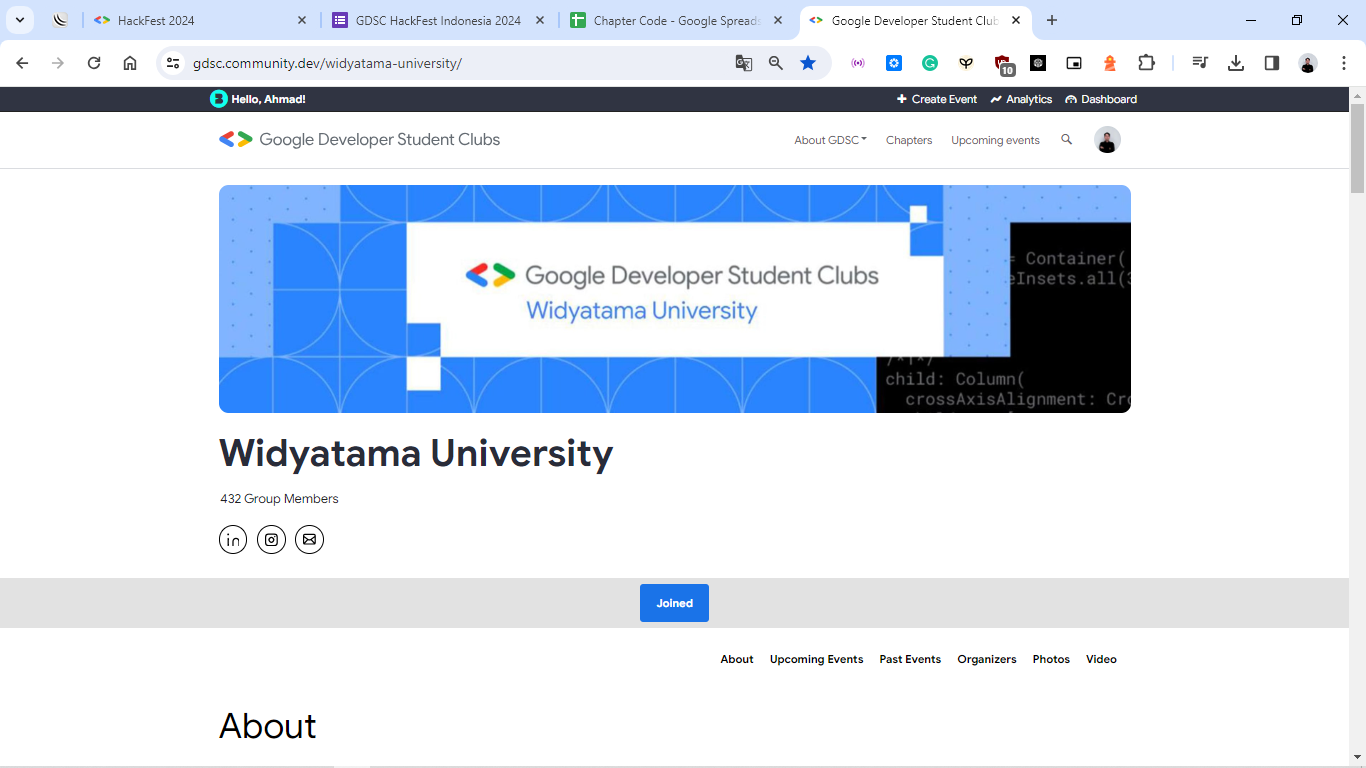 HackFest 2024
GDSC HackFest Indonesia 2024
Chapter Code - Google Spreads
Google Developer Student Club
gdsc.community.dev/widyatama-university/
10
Hello, Ahmad!
Create Event
Analytics
Dashboard
Google Developer Student Clubs
About GDSC
Chapters
Upcoming events
Google Developer Student Clubs
Widyatama University
= Container(
eInsets.all(
child: Column(
crossAxisAlignment: Cro
Widyatama University
432 Group Members
in
Joined
About
Upcoming Events
Past Events
Organizers
Photos
Video
About